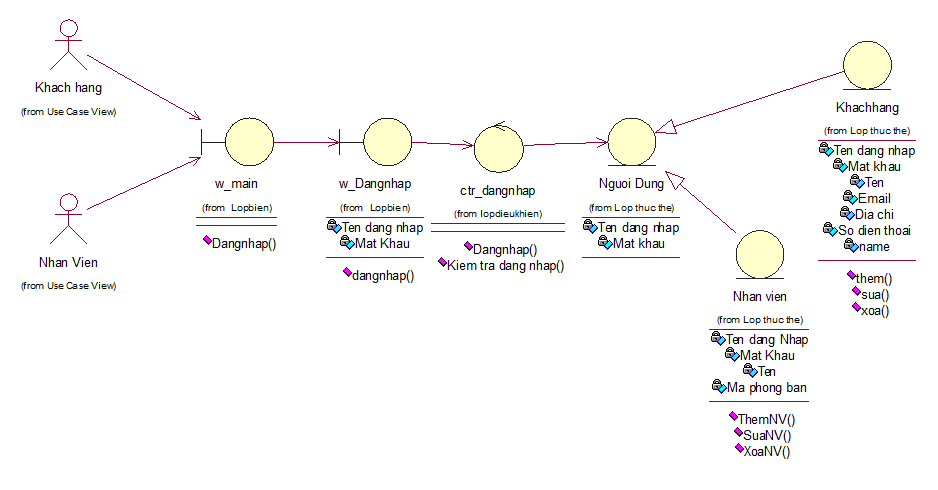 Khach hang
(from Use Case View)
Nhan Vien
(from Use Case View)
w_main
(from Lopbien)
Dangnhap()
w_Dangnhap
(from Lopbien)
Ten dang nhap
Mat Khau
dangnhap()
ctr_dangnhap
(from lopdieukhien)
Dangnhap()
Kiem tra dang nhap()
Nguoi Dung
(from Lop thuc the)
Ten dang nhap
Mat khau
Nhan vien
(from Lop thuc the)
Ten dang Nhap
Mat Khau
Ten
Ma phong ban
ThemNV()
SuaNV()
XoaNV()
Khachhang
(from Lop thuc the)
Ten dang nhap
Mat khau
Ten
Email
Dia chi
So dien thoai
name
them()
sua()
xoa()